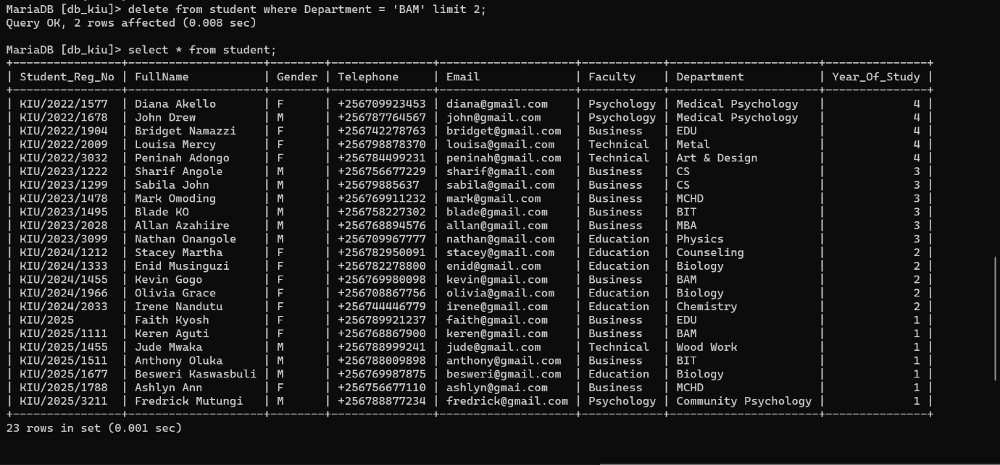 MariaDB [db_kiu]> delete from student where Department = 'BAM' limit 2;
Query OK, 2 rows affected (0.008 sec)
MariaDB [db_kiu]> select * from student;
+----------------+--------------------+--------+---------------+--------------------+------------+----------------------+---------------+
| Student_Reg_No | FullName           | Gender | Telephone     | Email              | Faculty    | Department           | Year_Of_Study |
+----------------+--------------------+--------+---------------+--------------------+------------+----------------------+---------------+
| KIU/2022/1577  | Diana Akello       | F      | +256709923453 | diana@gmail.com    | Psychology | Medical Psychology   |             4 |
| KIU/2022/1678  | John Drew          | M      | +256787764567 | john@gmail.com     | Psychology | Medical Psychology   |             4 |
| KIU/2022/1904  | Bridget Namazzi    | F      | +256742278763 | bridget@gmail.com  | Business   | EDU                  |             4 |
| KIU/2022/2009  | Louisa Mercy       | F      | +256798878370 | louisa@gmail.com   | Technical  | Metal                |             4 |
| KIU/2022/3032  | Peninah Adongo     | F      | +256784499231 | peninah@gmail.com  | Technical  | Art & Design         |             4 |
| KIU/2023/1222  | Sharif Angole      | M      | +256756677229 | sharif@gmail.com   | Business   | CS                   |             3 |
| KIU/2023/1299  | Sabila John        | M      | +25679885637  | sabila@gmail.com   | Business   | CS                   |             3 |
| KIU/2023/1478  | Mark Omoding       | M      | +256769911232 | mark@gmail.com     | Business   | MCHD                 |             3 |
| KIU/2023/1495  | Blade KO           | M      | +256758227302 | blade@gmail.com    | Business   | BIT                  |             3 |
| KIU/2023/2028  | Allan Azahiire     | M      | +256768894576 | allan@gmail.com    | Business   | MBA                  |             3 |
| KIU/2023/3099  | Nathan Onangole    | M      | +256709967777 | nathan@gmail.com   | Education  | Physics              |             3 |
| KIU/2024/1212  | Stacey Martha      | F      | +256782950091 | stacey@gmail.com   | Education  | Counseling           |             2 |
| KIU/2024/1333  | Enid Musinguzi     | F      | +256782278800 | enid@gmail.com     | Education  | Biology              |             2 |
| KIU/2024/1455  | Kevin Gogo         | F      | +256769980098 | kevin@gmail.com    | Business   | BAM                  |             2 |
| KIU/2024/1966  | Olivia Grace       | F      | +256708867756 | olivia@gmail.com   | Education  | Biology              |             2 |
| KIU/2024/2033  | Irene Nandutu      | F      | +256744446779 | irene@gmail.com    | Education  | Chemistry            |             2 |
| KIU/2025       | Faith Kyosh        | F      | +256789921237 | faith@gmail.com    | Business   | EDU                  |             1 |
| KIU/2025/1111  | Keren Aguti        | F      | +256768867900 | keren@gmail.com    | Business   | BAM                  |             1 |
| KIU/2025/1455  | Jude Mwaka         | M      | +256788999241 | jude@gmail.com     | Technical  | Wood Work            |             1 |
| KIU/2025/1511  | Anthony Oluka      | M      | +256788009898 | anthony@gmail.com  | Business   | BIT                  |             1 |
| KIU/2025/1677  | Besweri Kaswasbuli | M      | +256769987875 | besweri@gmail.com  | Education  | Biology              |             1 |
| KIU/2025/1788  | Ashlyn Ann         | F      | +256756677110 | ashlyn@gmai.com    | Business   | MCHD                 |             1 |
| KIU/2025/3211  | Fredrick Mutungi   | M      | +256788877234 | fredrick@gmail.com | Psychology | Community Psychology |             1 |
+----------------+--------------------+--------+---------------+--------------------+------------+----------------------+---------------+
23 rows in set (0.001 sec)